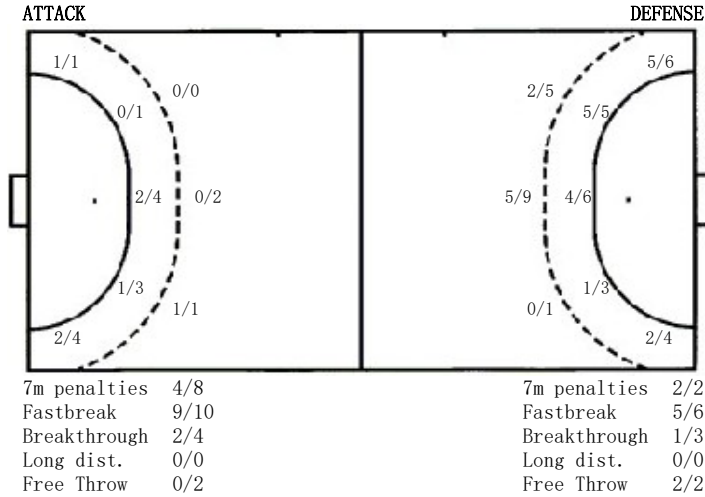 ATTACK DEFENSE
1/1 5/6
0/0 2/5
0/1 5/5
2/4 0/2 5/9 4/6
1/3 1/3
1/1 0/1
2/4 2/4
7m penalties 4/8 7m penalties 2/2
Fastbreak 9/10 Fastbreak 5/6
Breakthrough 2/4 Breakthrough 1/3
Long dist. 0/0 Long dist. 0/0
Free Throw 0/2 Free Throw 2/2